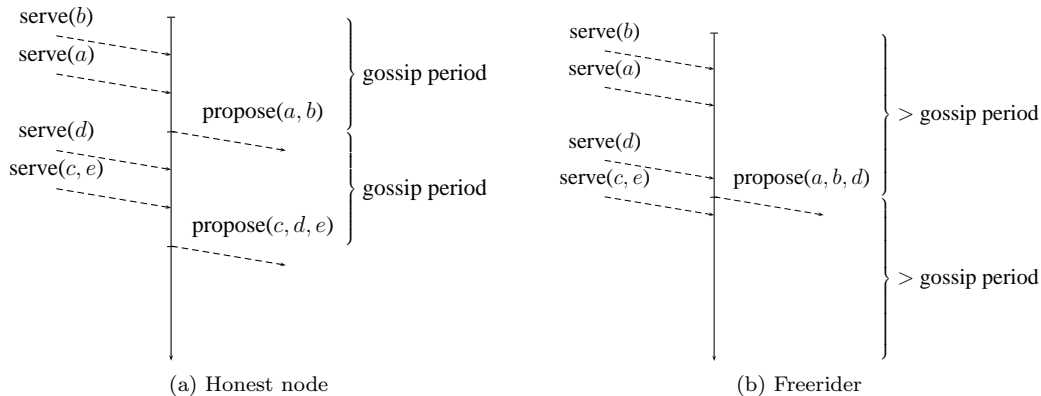 serve(b)
serve(a)
gossip period
propose(a, b)
serve(d)
serve(c, e)
gossip period
propose(c, d, e)
(a) Honest node
serve(b)
serve(a)
> gossip period
serve(d)
serve(c, e)
propose(a, b, d)
> gossip period
(b) Freerider